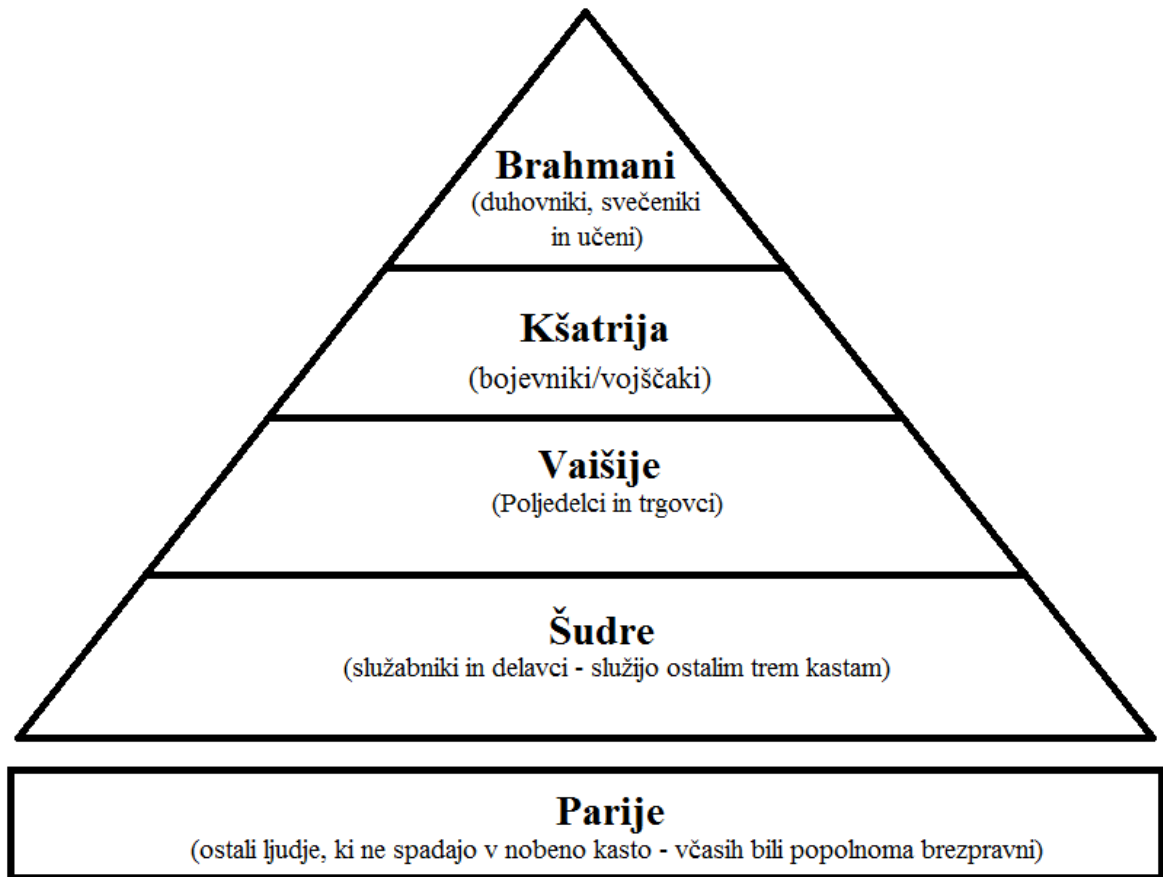 Brahmani
(duhovniki, svečeniki
in učeni)
Kšatrija
(bojevniki/vojščaki)
Vaišije
(Poljedelci in trgovci)
Šudre
(služabniki in delavci - služijo ostalim trem kastam)
Parije
(ostali ljudje, ki ne spadajo v nobeno kasto - včasih bili popolnoma brezpravni)